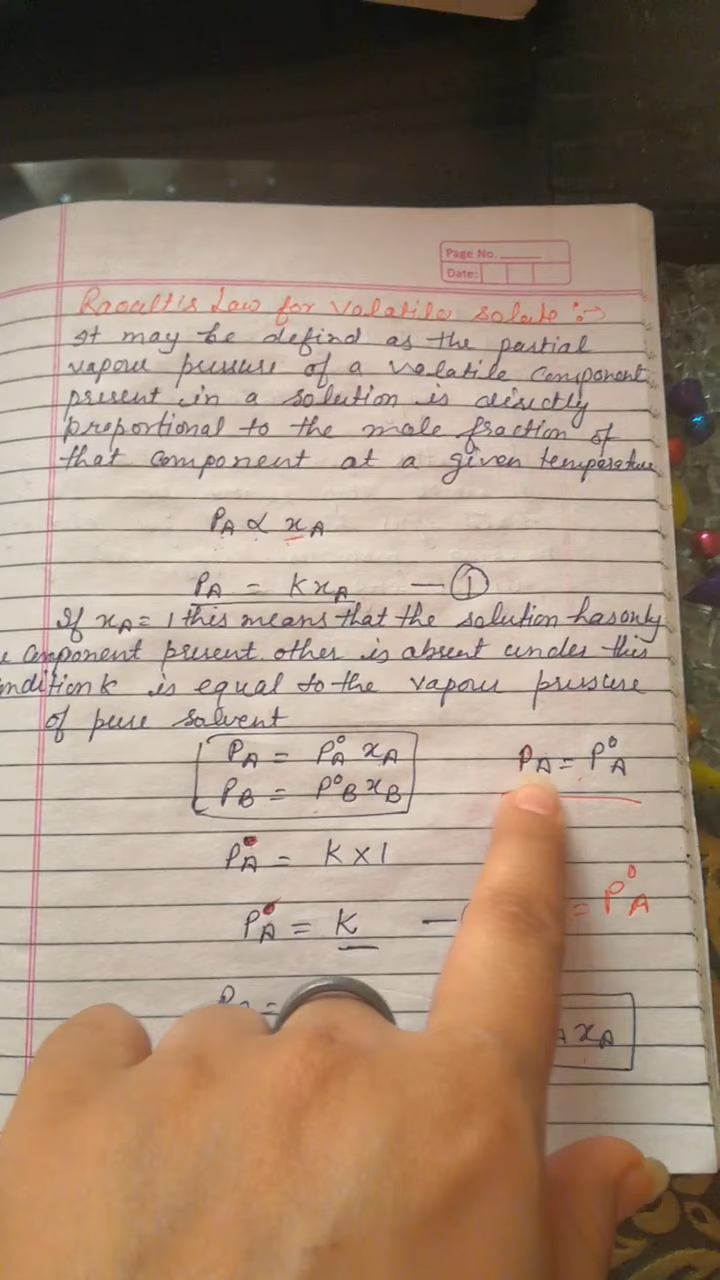 Page No.
Date:
Raoult's Law for Volatile solute :→
It may be defind as the partial
vapour pressure of a volatile component
present in a solution is directly
proportional to the mole fraction of
that component at a given temperature
PA ∝ xA
PA = KxA — ①
If xA = 1 this means that the solution has only
component present other is absent under this
k is equal to the vapour pressure
of pure solvent
PA = P°A xA
PB = P°B xB
PA = P°A
P°A = K × 1
P°A = K —
= P°A
xA